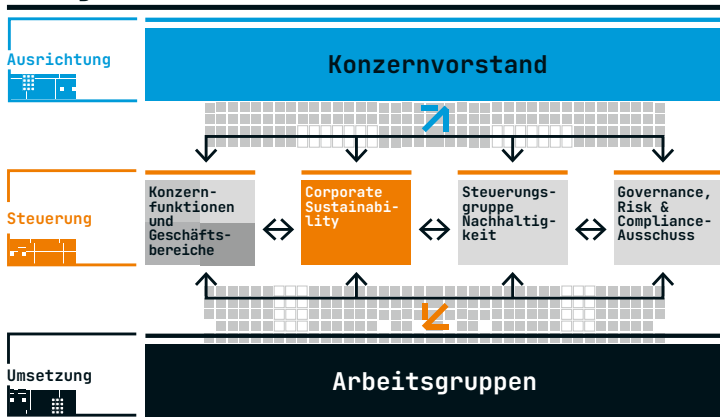 Ausrichtung
Konzernvorstand
Steuerung
Konzern-
funktionen
und
Geschäfts-
bereiche
Corporate
Sustainabi-
lity
Steuerungs-
gruppe
Nachhaltig-
keit
Governance,
Risk &
Compliance-
Ausschuss
Umsetzung
Arbeitsgruppen